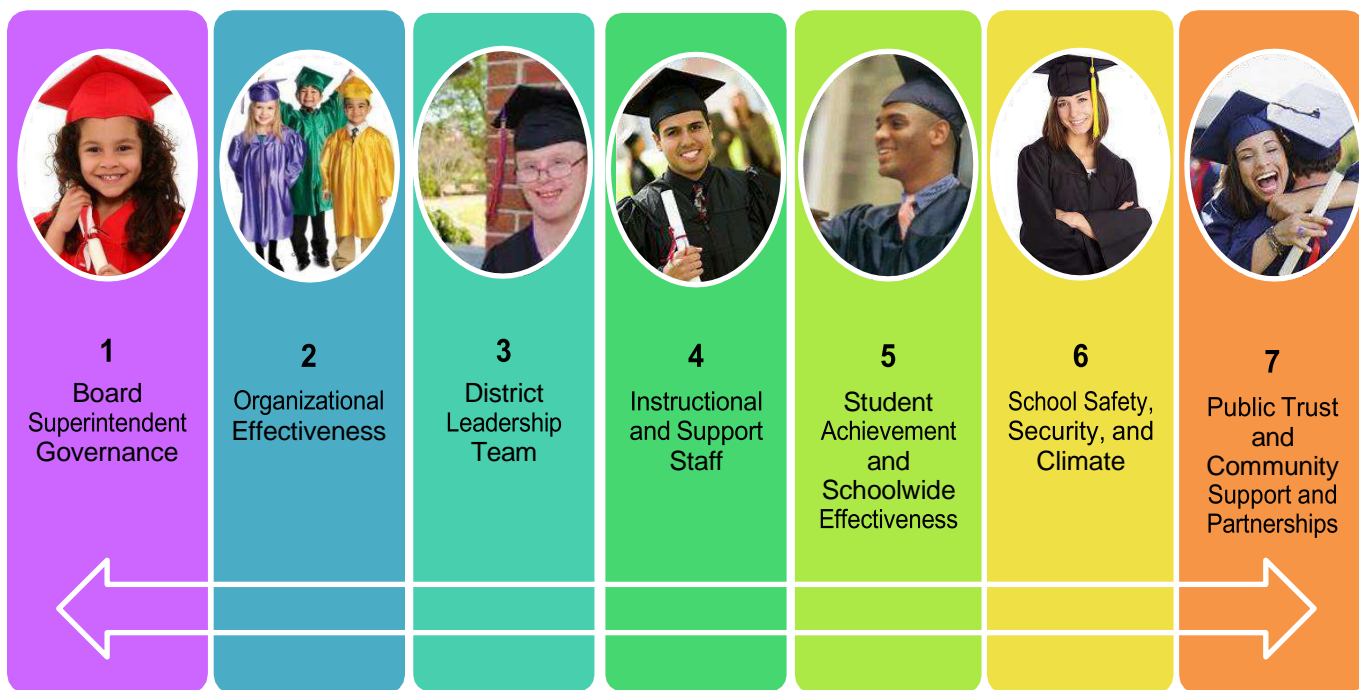 1
Board
Superintendent
Governance
2
Organizational
Effectiveness
3
District
Leadership
Team
4
Instructional
and Support
Staff
5
Student
Achievement
and
Schoolwide
Effectiveness
6
School Safety,
Security, and
Climate
7
Public Trust
and
Community
Support and
Partnerships